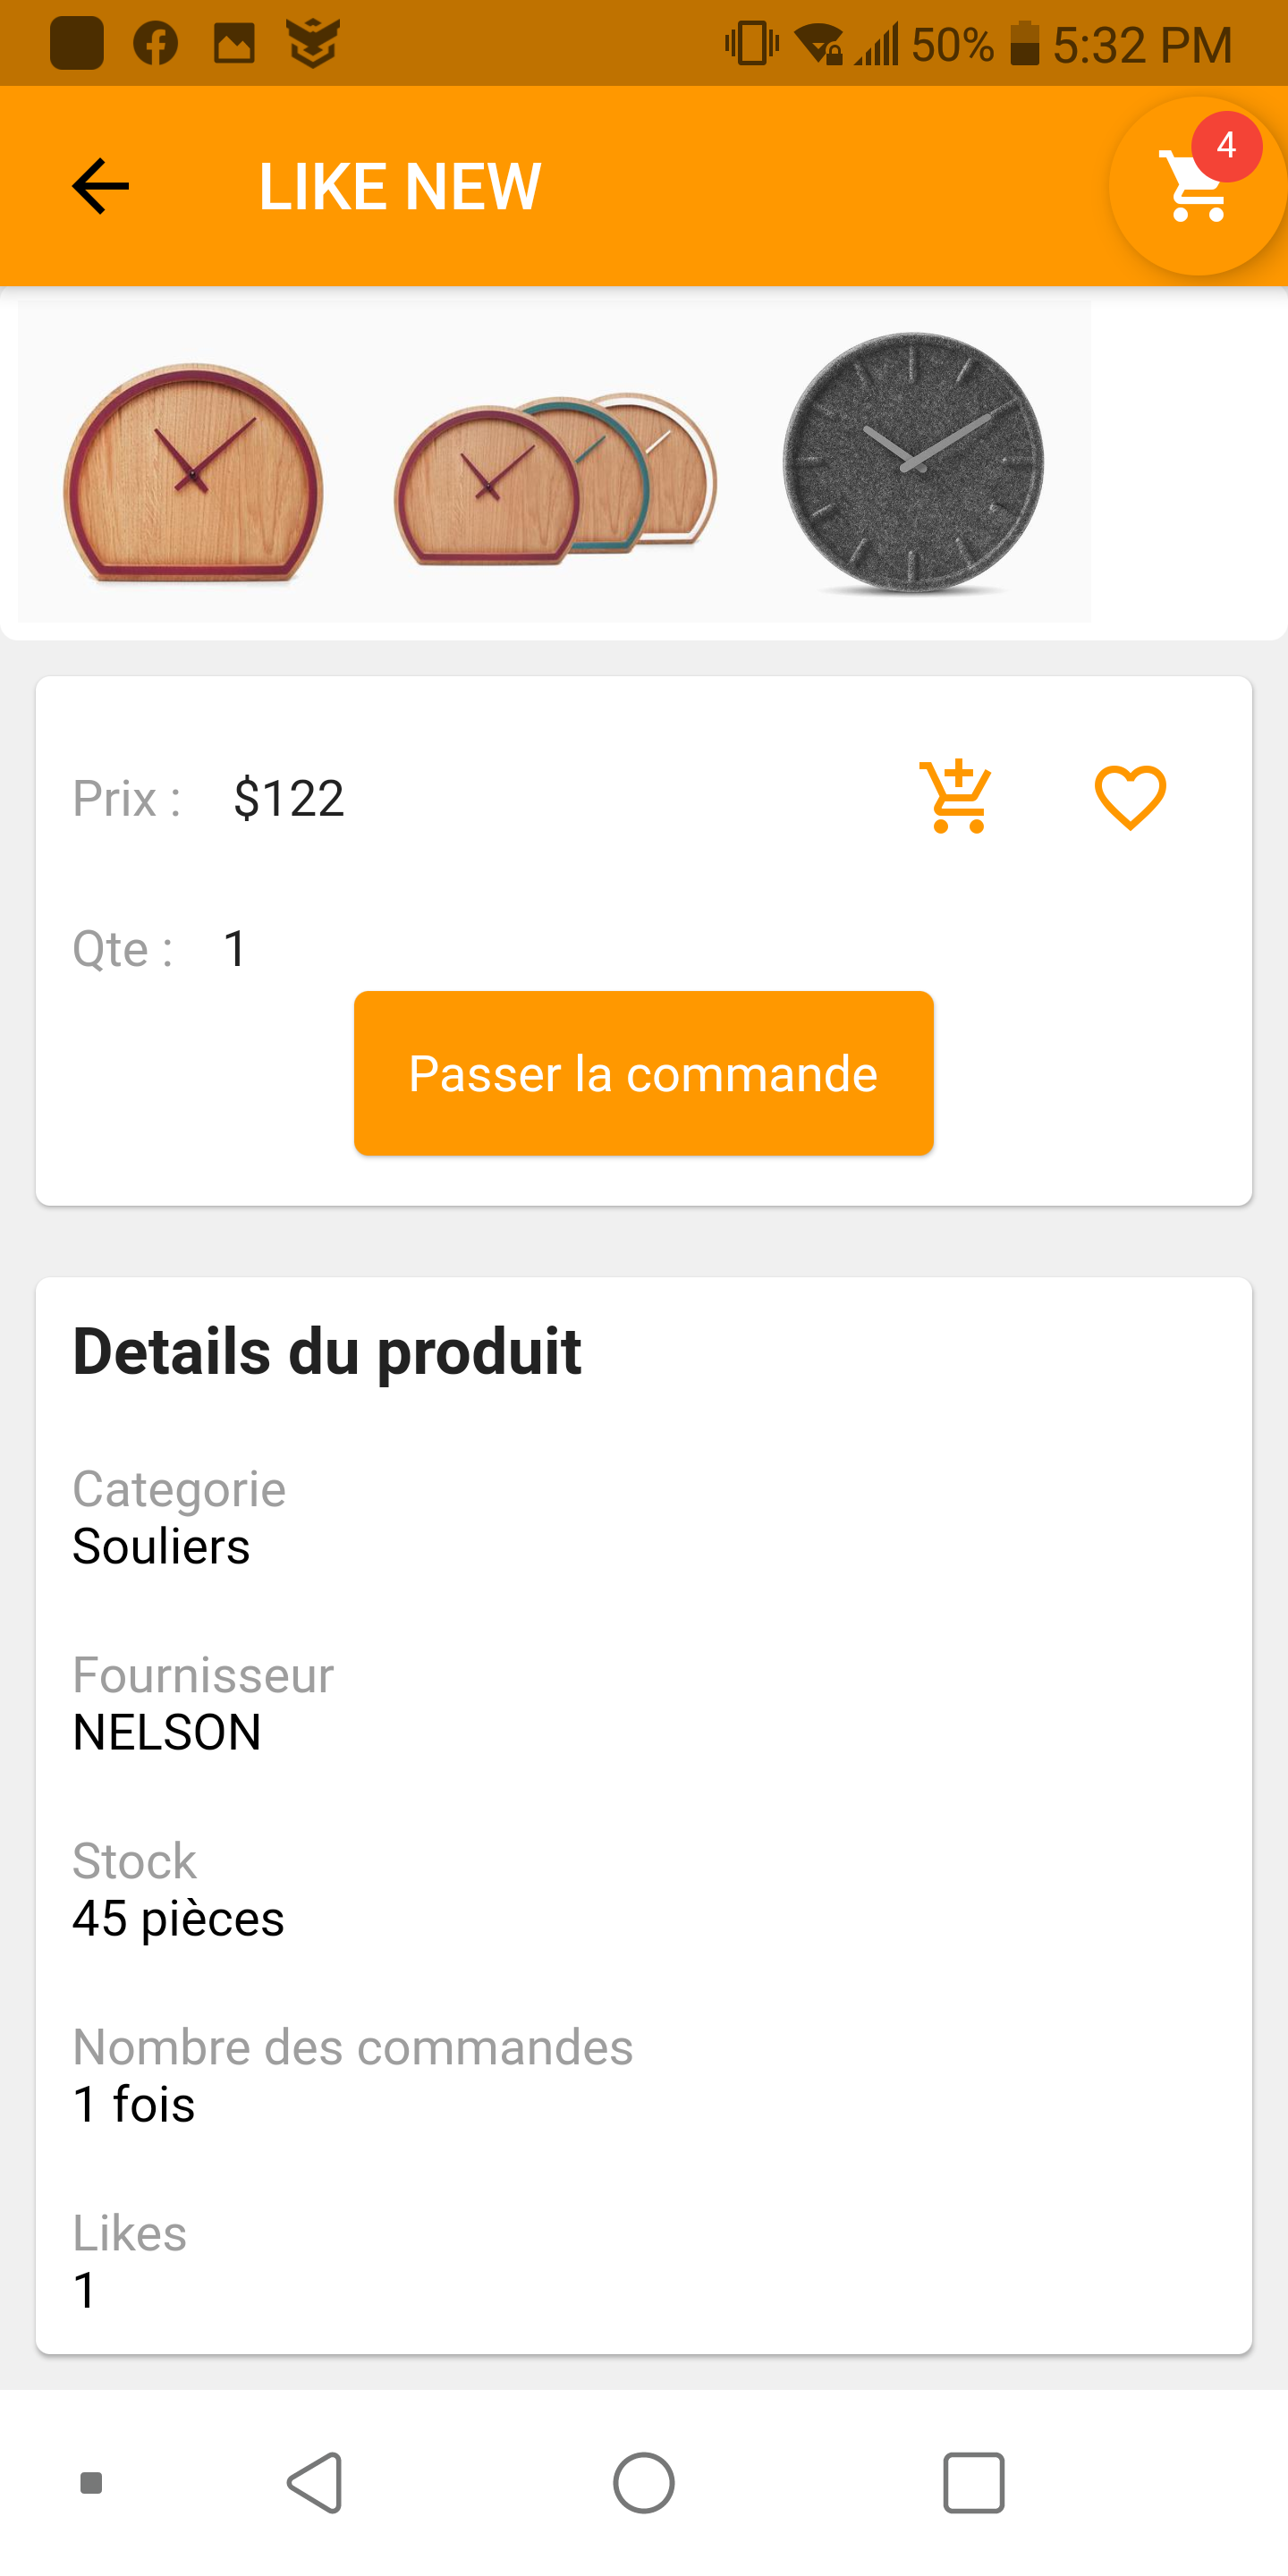 50% 5:32 PM
LIKE NEW
4
Prix : $122
Qte : 1
Passer la commande
Details du produit
Categorie
Souliers
Fournisseur
NELSON
Stock
45 pièces
Nombre des commandes
1 fois
Likes
1